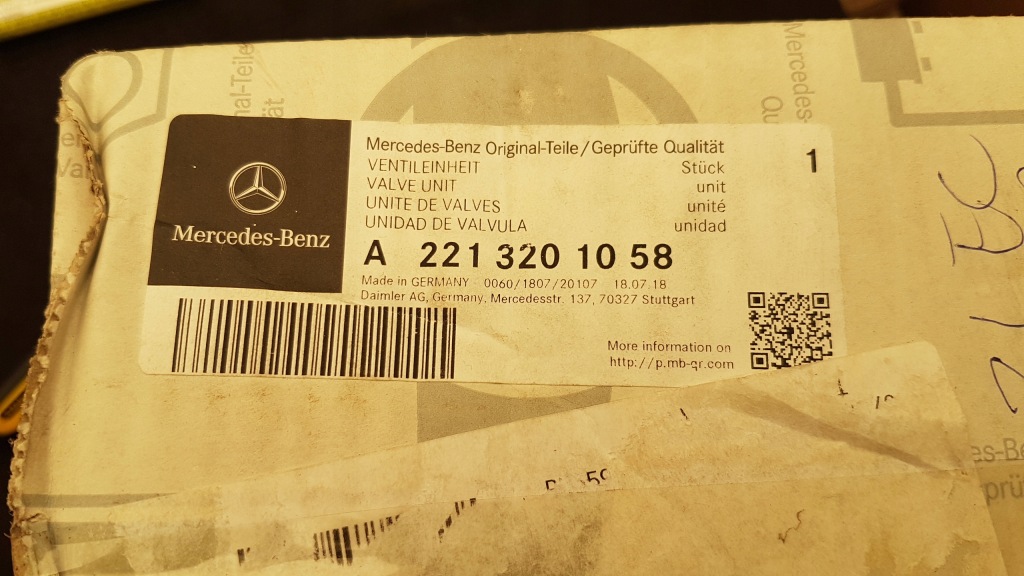 Mercedes-Benz
Mercedes-Benz Original-Teile/Geprüfte Qualität
VENTILEINHEIT Stück 1
VALVE UNIT unit
UNITE DE VALVES unité
UNIDAD DE VALVULA unidad
A 221 320 10 58
Made in GERMANY 0060/1807/20107 18.07.18
Daimler AG, Germany, Mercedesstr. 137, 70327 Stuttgart
More information on
http://p.mb-qr.com
Mercedes-